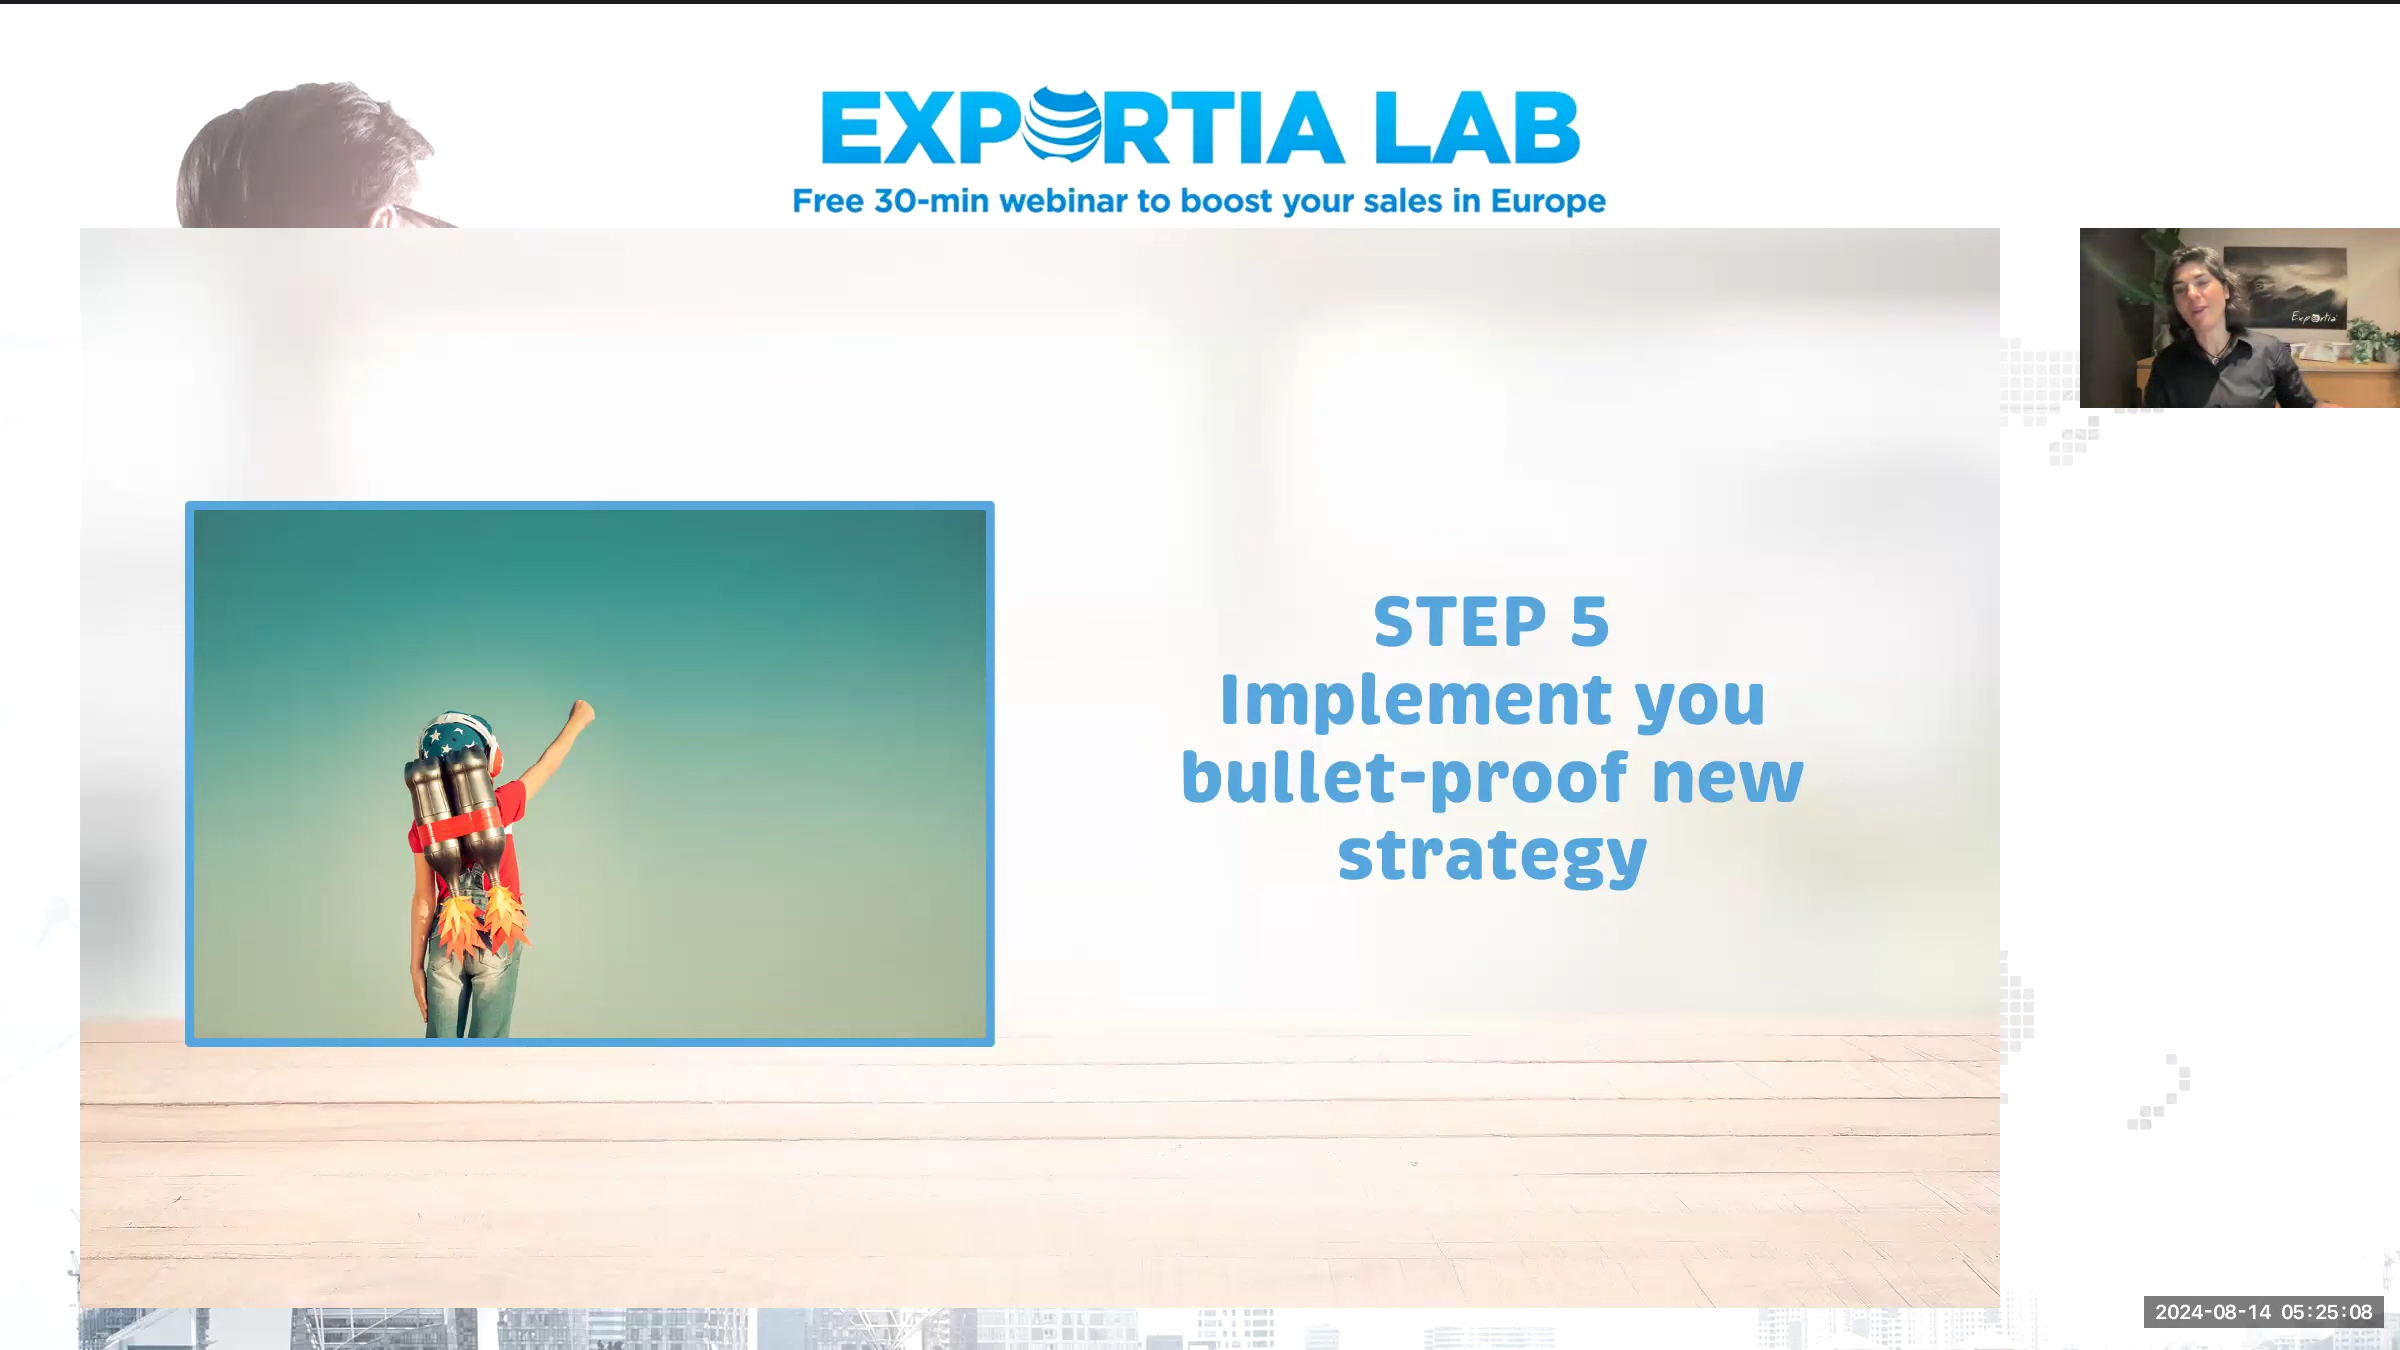 EXPORTIA LAB
Free 30-min webinar to boost your sales in Europe
Exportia
STEP 5
Implement you
bullet-proof new
strategy
2024-08-14 05:25:08